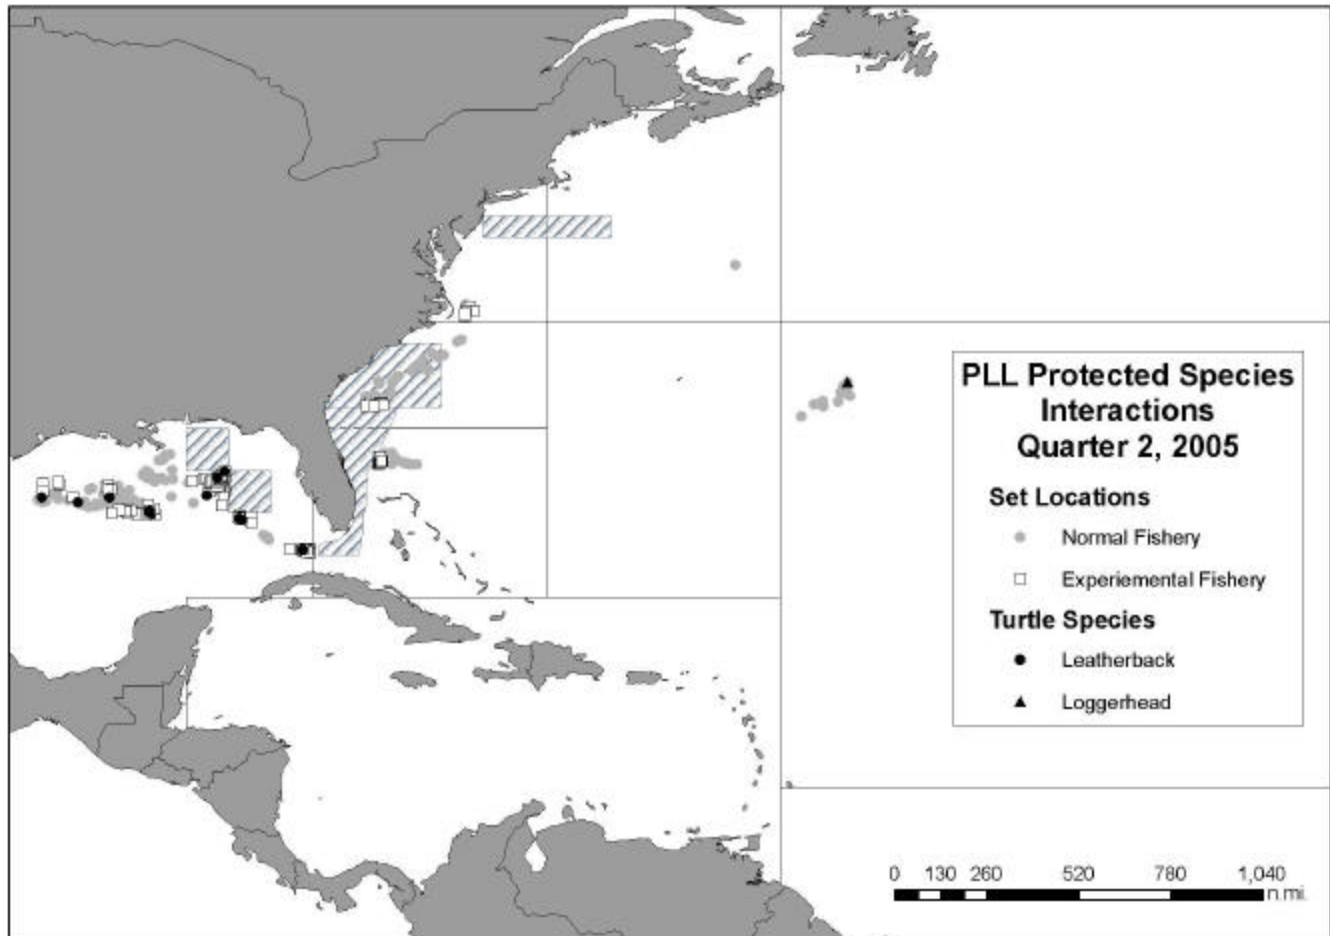 PLL Protected Species
Interactions
Quarter 2, 2005
Set Locations
Normal Fishery
Experiemental Fishery
Turtle Species
Leatherback
Loggerhead
0 130 260 520 780 1,040
n.mi.